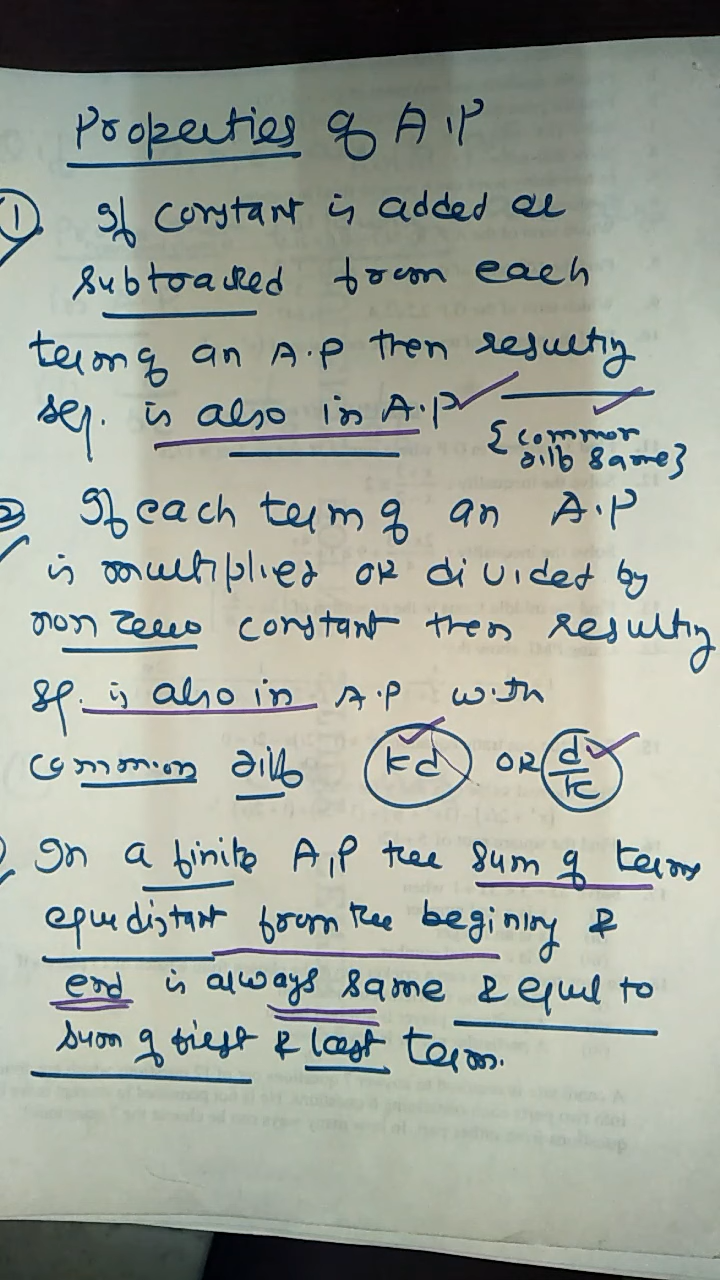 Properties of A.P
① If constant is added or
subtracted from each
term of an A.P then resulting
seq. is also in A.P
{common
diff same}
② If each term of an A.P
is multiplied or divided by
non zero constant then resulting
sq. is also in A.P with
common diff kd OR d/k
In a finite A.P the sum of term
equidistant from the begining &
end is always same & equal to
sum of first & last term.